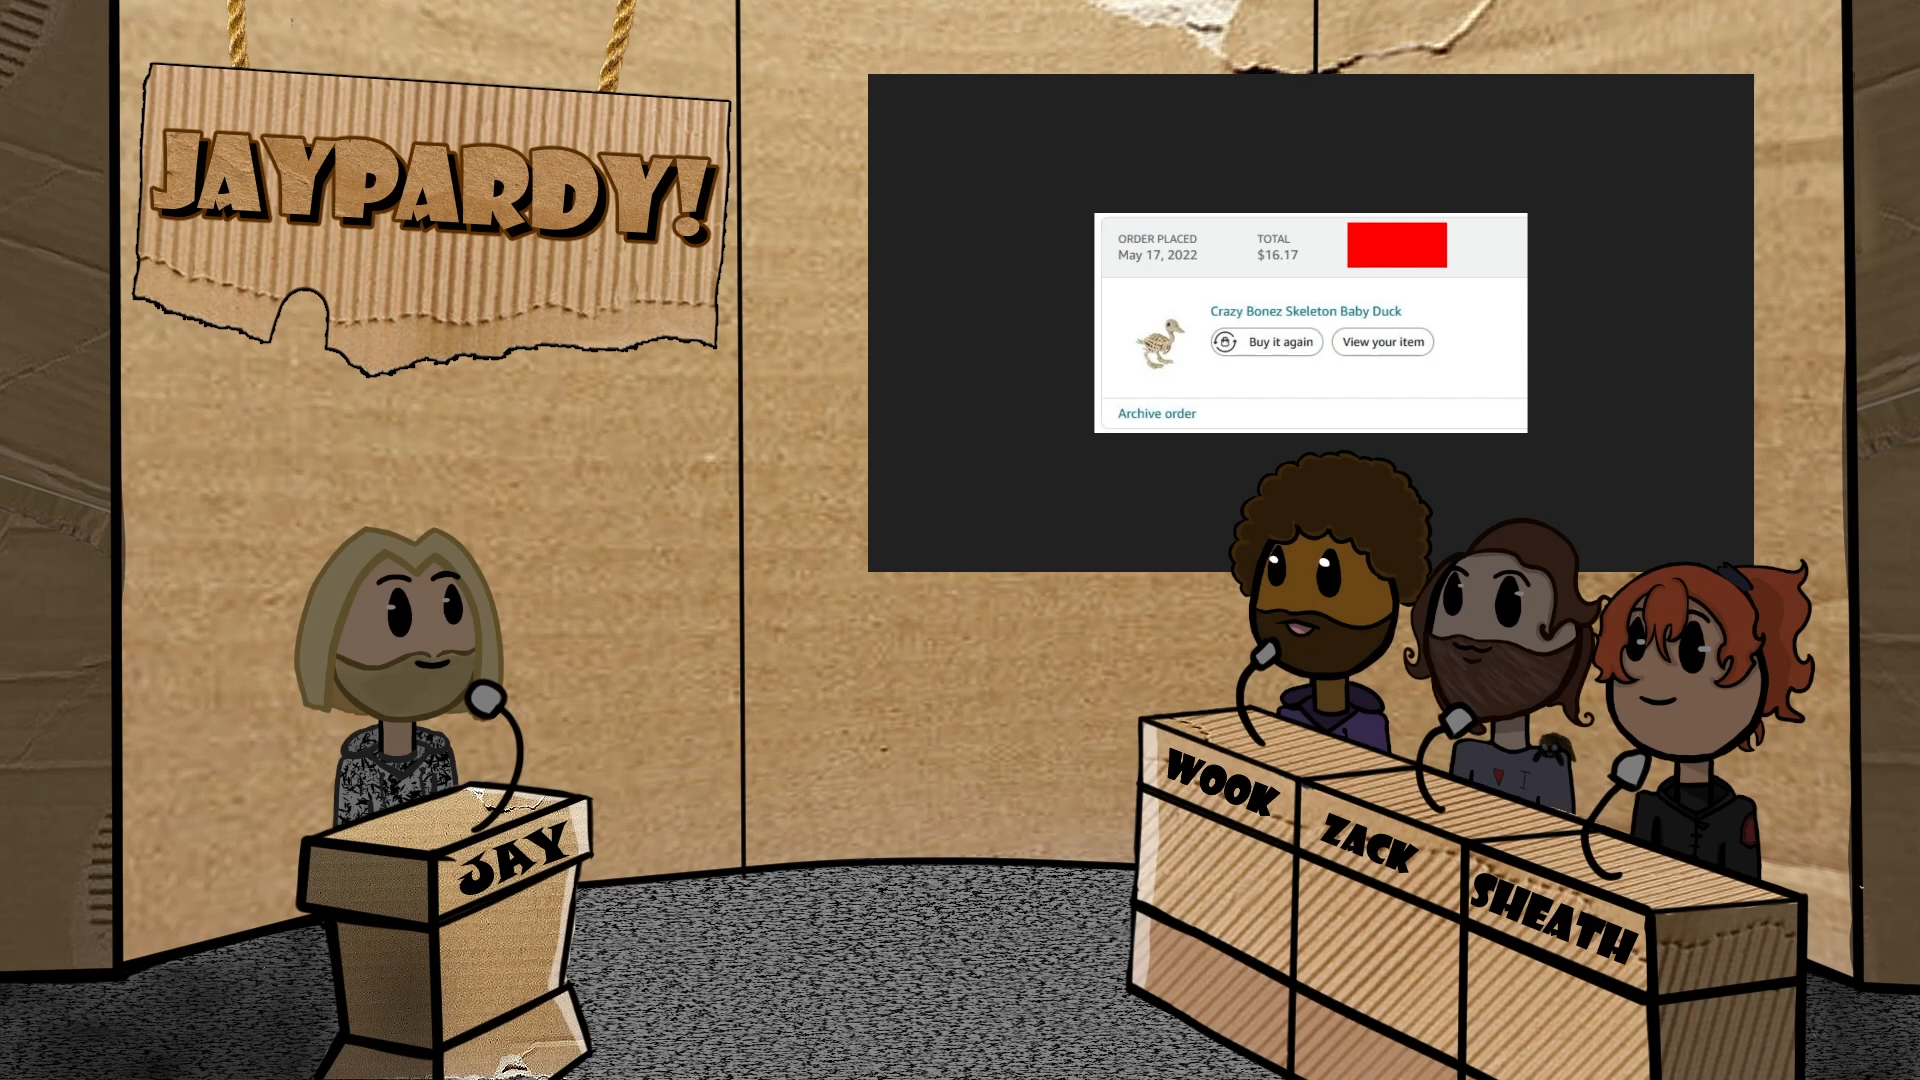 JAYPARDY!
ORDER PLACED
May 17, 2022
TOTAL
$16.17
Crazy Bonez Skeleton Baby Duck
Buy it again
View your item
Archive order
JAY
WOOK
ZACK
SHEATH
I